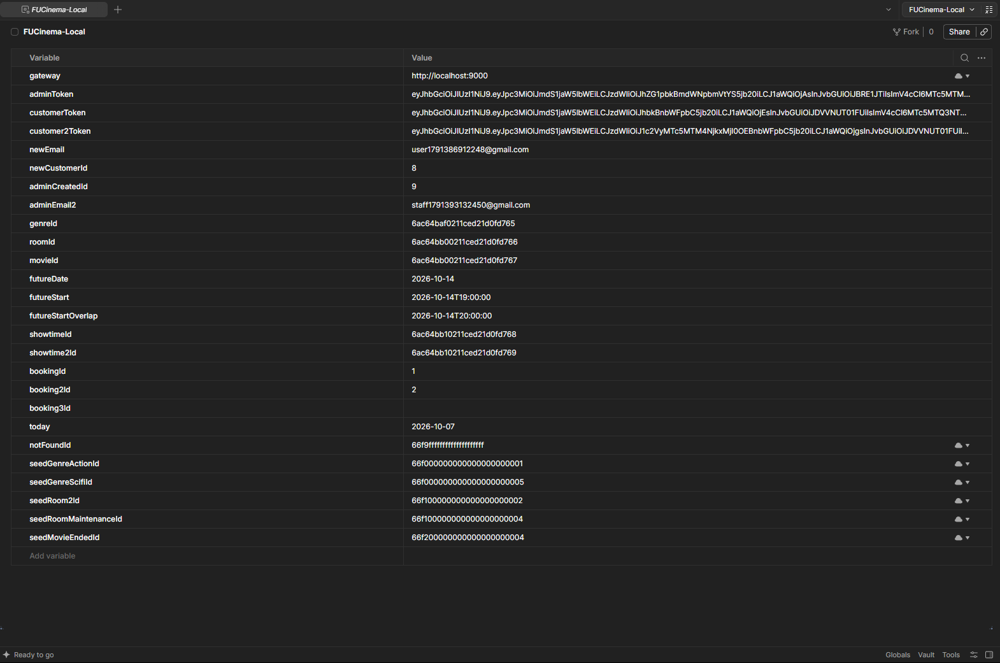 FUCinema-Local
FUCinema-Local
FUCinema-Local
Fork 0 Share
Variable Value
gateway http://localhost:9000
adminToken eyJhbGciOiJIUzI1NiJ9.eyJpc3MiOiJmdS1jaW5lbWEiLCJzdWIiOiJhZG1pbkBmdWNpbmVtYS5jb20iLCJ1aWQiOjAsInJvbGUiOiJBRE1JTiIsImV4cCI6MTc5MTM...
customerToken eyJhbGciOiJIUzI1NiJ9.eyJpc3MiOiJmdS1jaW5lbWEiLCJzdWIiOiJhbkBnbWFpbC5jb20iLCJ1aWQiOjEsInJvbGUiOiJDVVNUT01FUiIsImV4cCI6MTc5MTQ3NT...
customer2Token eyJhbGciOiJIUzI1NiJ9.eyJpc3MiOiJmdS1jaW5lbWEiLCJzdWIiOiJ1c2VyMTc5MTM4NjkxMjI0OEBnbWFpbC5jb20iLCJ1aWQiOjgsInJvbGUiOiJDVVNUT01FUiI...
newEmail user1791386912248@gmail.com
newCustomerId 8
adminCreatedId 9
adminEmail2 staff1791393132450@gmail.com
genreId 6ac64baf0211ced21d0fd765
roomId 6ac64bb00211ced21d0fd766
movieId 6ac64bb00211ced21d0fd767
futureDate 2026-10-14
futureStart 2026-10-14T19:00:00
futureStartOverlap 2026-10-14T20:00:00
showtimeId 6ac64bb10211ced21d0fd768
showtime2Id 6ac64bb10211ced21d0fd769
bookingId 1
booking2Id 2
booking3Id
today 2026-10-07
notFoundId 66f9ffffffffffffffffffff
seedGenreActionId 66f000000000000000000001
seedGenreScifiId 66f000000000000000000005
seedRoom2Id 66f100000000000000000002
seedRoomMaintenanceId 66f100000000000000000004
seedMovieEndedId 66f200000000000000000004
Add variable
Ready to go Globals Vault Tools